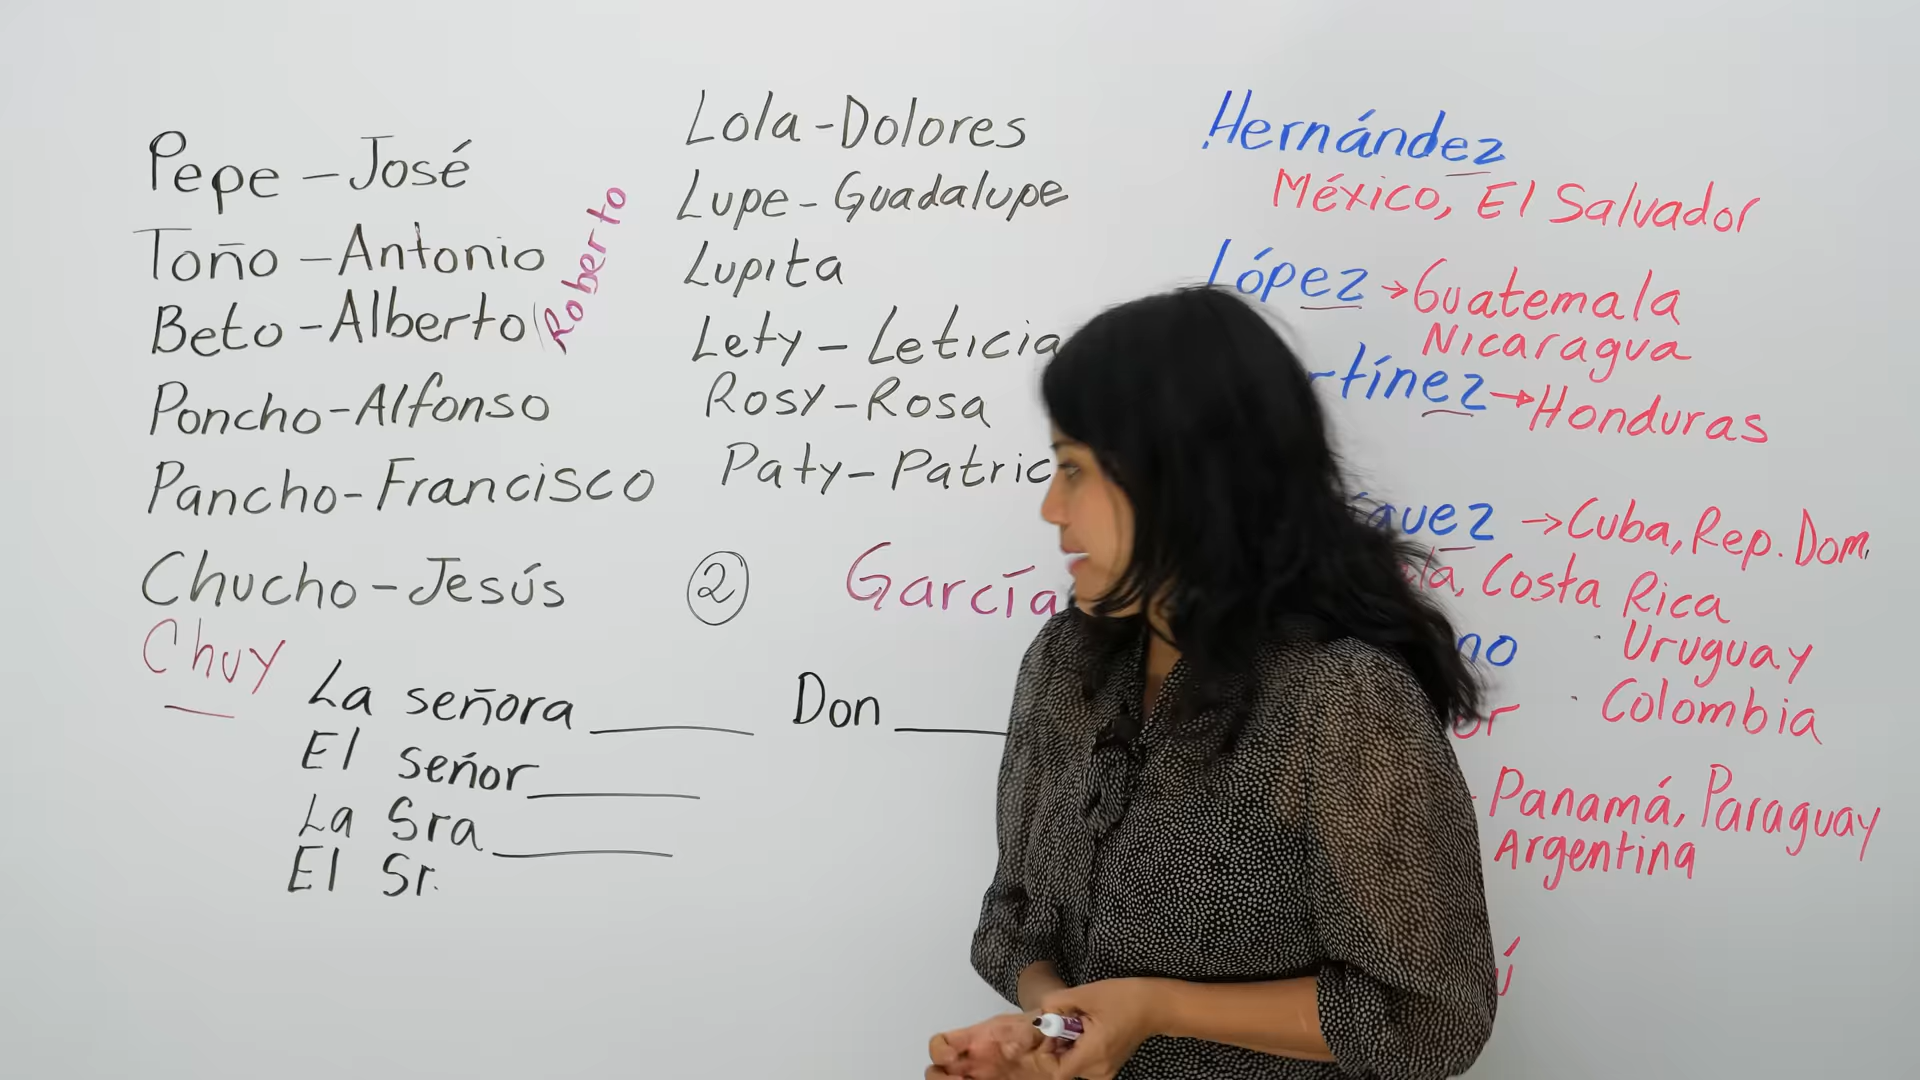 Pepe - José
Toño - Antonio
Beto - Alberto
Roberto
Poncho - Alfonso
Pancho - Francisco
Chucho - Jesús
Chuy
Lola - Dolores
Lupe - Guadalupe
Lupita
Lety - Leticia
Rosy - Rosa
Paty -
2
García
La señora
El señor
La Sra
El Sr.
Don
Hernández
México, El Salvador
López → Guatemala
Nicaragua
→ Honduras
→ Cuba, Rep. Dom.
Costa Rica
Uruguay
Colombia
Panamá, Paraguay
Argentina